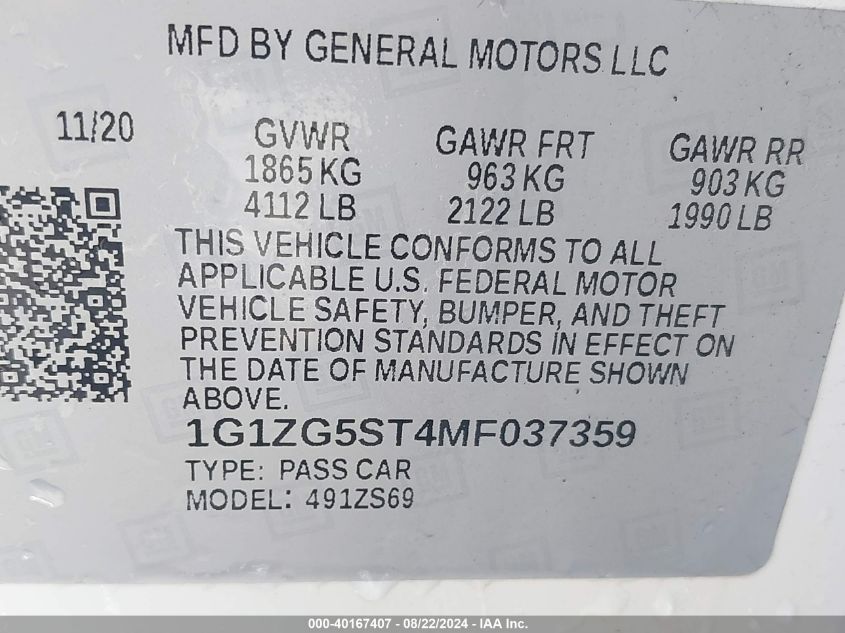 MFD BY GENERAL MOTORS LLC
11/20 GVWR GAWR FRT GAWR RR
1865 KG 963 KG 903 KG
4112 LB 2122 LB 1990 LB
THIS VEHICLE CONFORMS TO ALL
APPLICABLE U.S. FEDERAL MOTOR
VEHICLE SAFETY, BUMPER, AND THEFT
PREVENTION STANDARDS IN EFFECT ON
THE DATE OF MANUFACTURE SHOWN
ABOVE.
1G1ZG5ST4MF037359
TYPE: PASS CAR
MODEL: 491ZS69
000-40167407 - 08/22/2024 - IAA Inc.